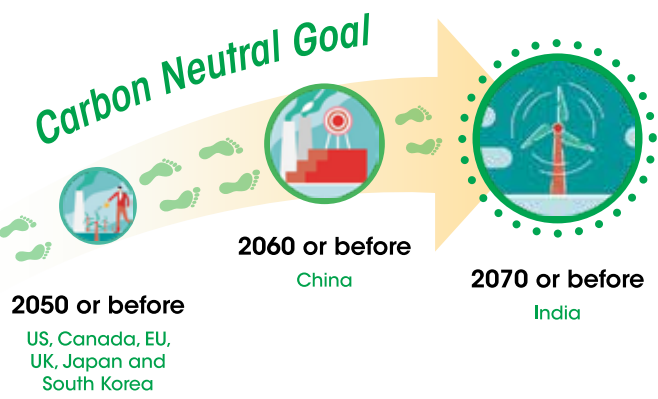 Carbon Neutral Goal
2050 or before
US, Canada, EU,
UK, Japan and
South Korea
2060 or before
China
2070 or before
India